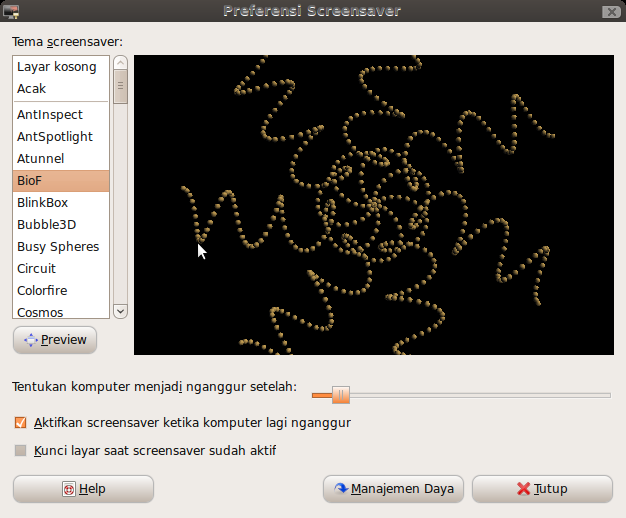 Preferensi Screensaver
Tema screensaver:
Layar kosong
Acak
AntInspect
AntSpotlight
Atunnel
BioF
BlinkBox
Bubble3D
Busy Spheres
Circuit
Colorfire
Cosmos
Preview
Tentukan komputer menjadi nganggur setelah:
Aktifkan screensaver ketika komputer lagi nganggur
Kunci layar saat screensaver sudah aktif
Help
Manajemen Daya
Tutup